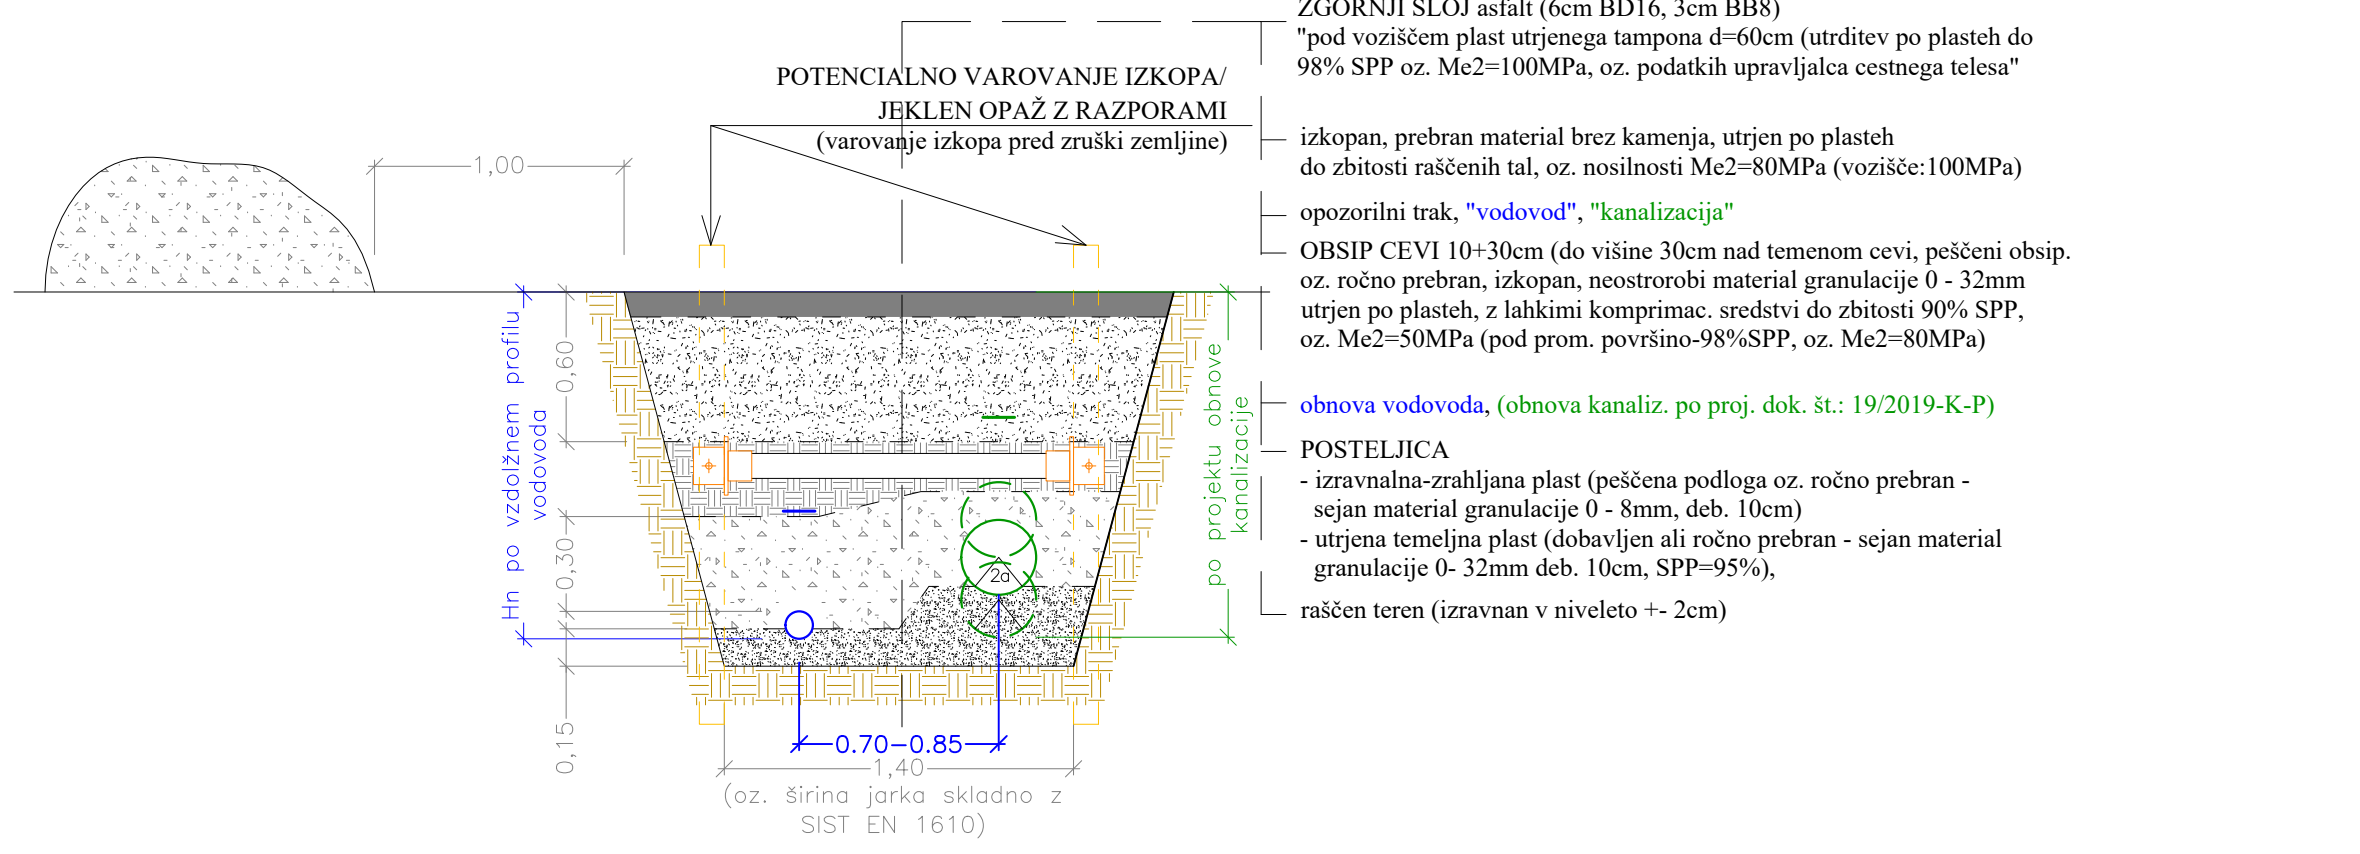 ZGORNJI SLOJ asfalt (6cm BD16, 3cm BB8)
"pod voziščem plast utrjenega tampona d=60cm (utrditev po plasteh do
98% SPP oz. Me2=100MPa, oz. podatkih upravljalca cestnega telesa"
POTENCIALNO VAROVANJE IZKOPA/
JEKLEN OPAŽ Z RAZPORAMI
(varovanje izkopa pred zruški zemljine)
izkopan, prebran material brez kamenja, utrjen po plasteh
do zbitosti raščenih tal, oz. nosilnosti Me2=80MPa (vozišče:100MPa)
opozorilni trak, "vodovod", "kanalizacija"
OBSIP CEVI 10+30cm (do višine 30cm nad temenom cevi, peščeni obsip.
oz. ročno prebran, izkopan, neostrorobi material granulacije 0 - 32mm
utrjen po plasteh, z lahkimi komprimac. sredstvi do zbitosti 90% SPP,
oz. Me2=50MPa (pod prom. površino-98%SPP, oz. Me2=80MPa)
obnova vodovoda, (obnova kanaliz. po proj. dok. št.: 19/2019-K-P)
POSTELJICA
- izravnalna-zrahljana plast (peščena podloga oz. ročno prebran -
sejan material granulacije 0 - 8mm, deb. 10cm)
- utrjena temeljna plast (dobavljen ali ročno prebran - sejan material
granulacije 0- 32mm deb. 10cm, SPP=95%),
raščen teren (izravnan v niveleto +- 2cm)
1,00
Hn po vzdolžnem profilu
vodovoda
0,60
0,30
0,15
po projektu obnove
kanalizacije
2a
0.70-0.85
1,40
(oz. širina jarka skladno z
SIST EN 1610)